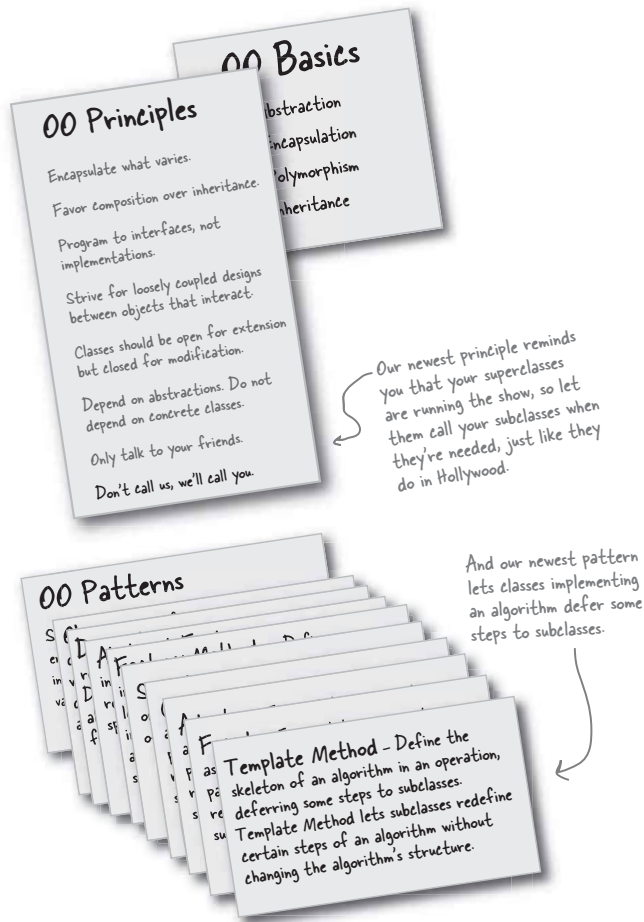 OO Basics
OO Principles
Encapsulate what varies.
Favor composition over inheritance.
Program to interfaces, not
implementations.
Strive for loosely coupled designs
between objects that interact.
Classes should be open for extension
but closed for modification.
Depend on abstractions. Do not
depend on concrete classes.
Only talk to your friends.
Don't call us, we'll call you.
Our newest principle reminds
you that your superclasses
are running the show, so let
them call your subclasses when
they're needed, just like they
do in Hollywood.
OO Patterns
And our newest pattern
lets classes implementing
an algorithm defer some
steps to subclasses.
Template Method – Define the
skeleton of an algorithm in an operation,
deferring some steps to subclasses.
Template Method lets subclasses redefine
certain steps of an algorithm without
changing the algorithm's structure.